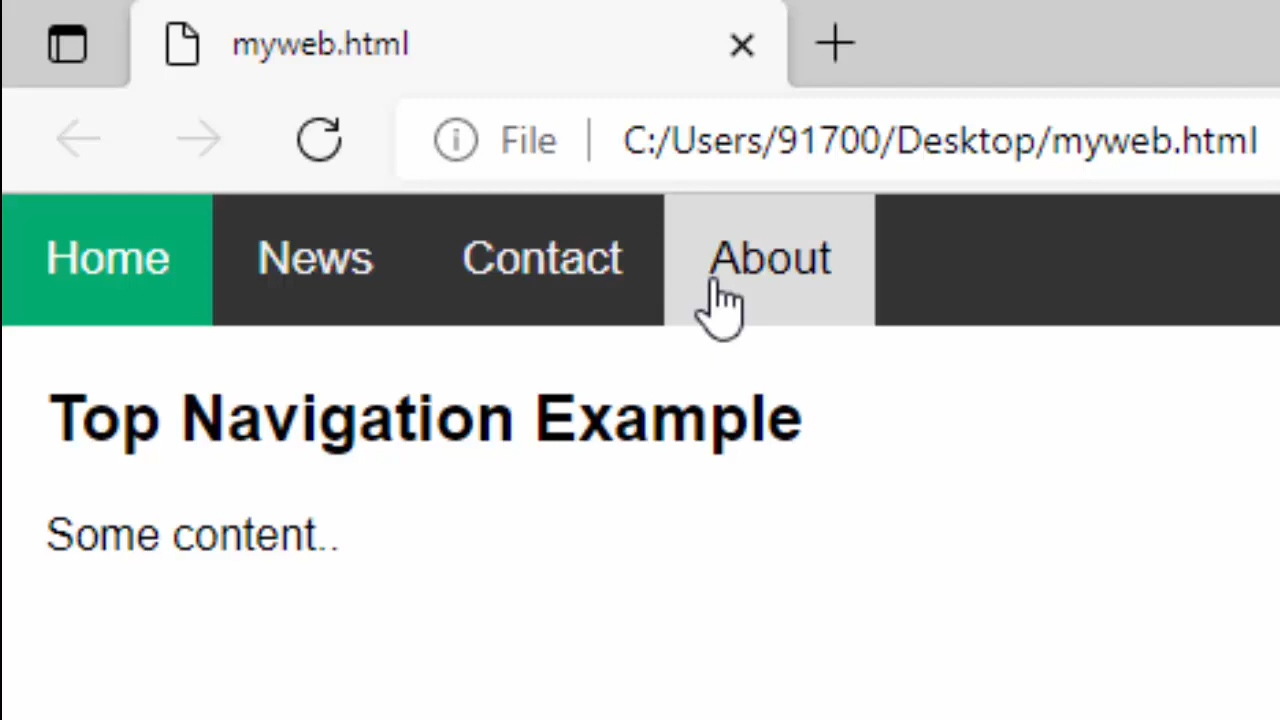 myweb.html
File C:/Users/91700/Desktop/myweb.html
Home News Contact About
Top Navigation Example
Some content..